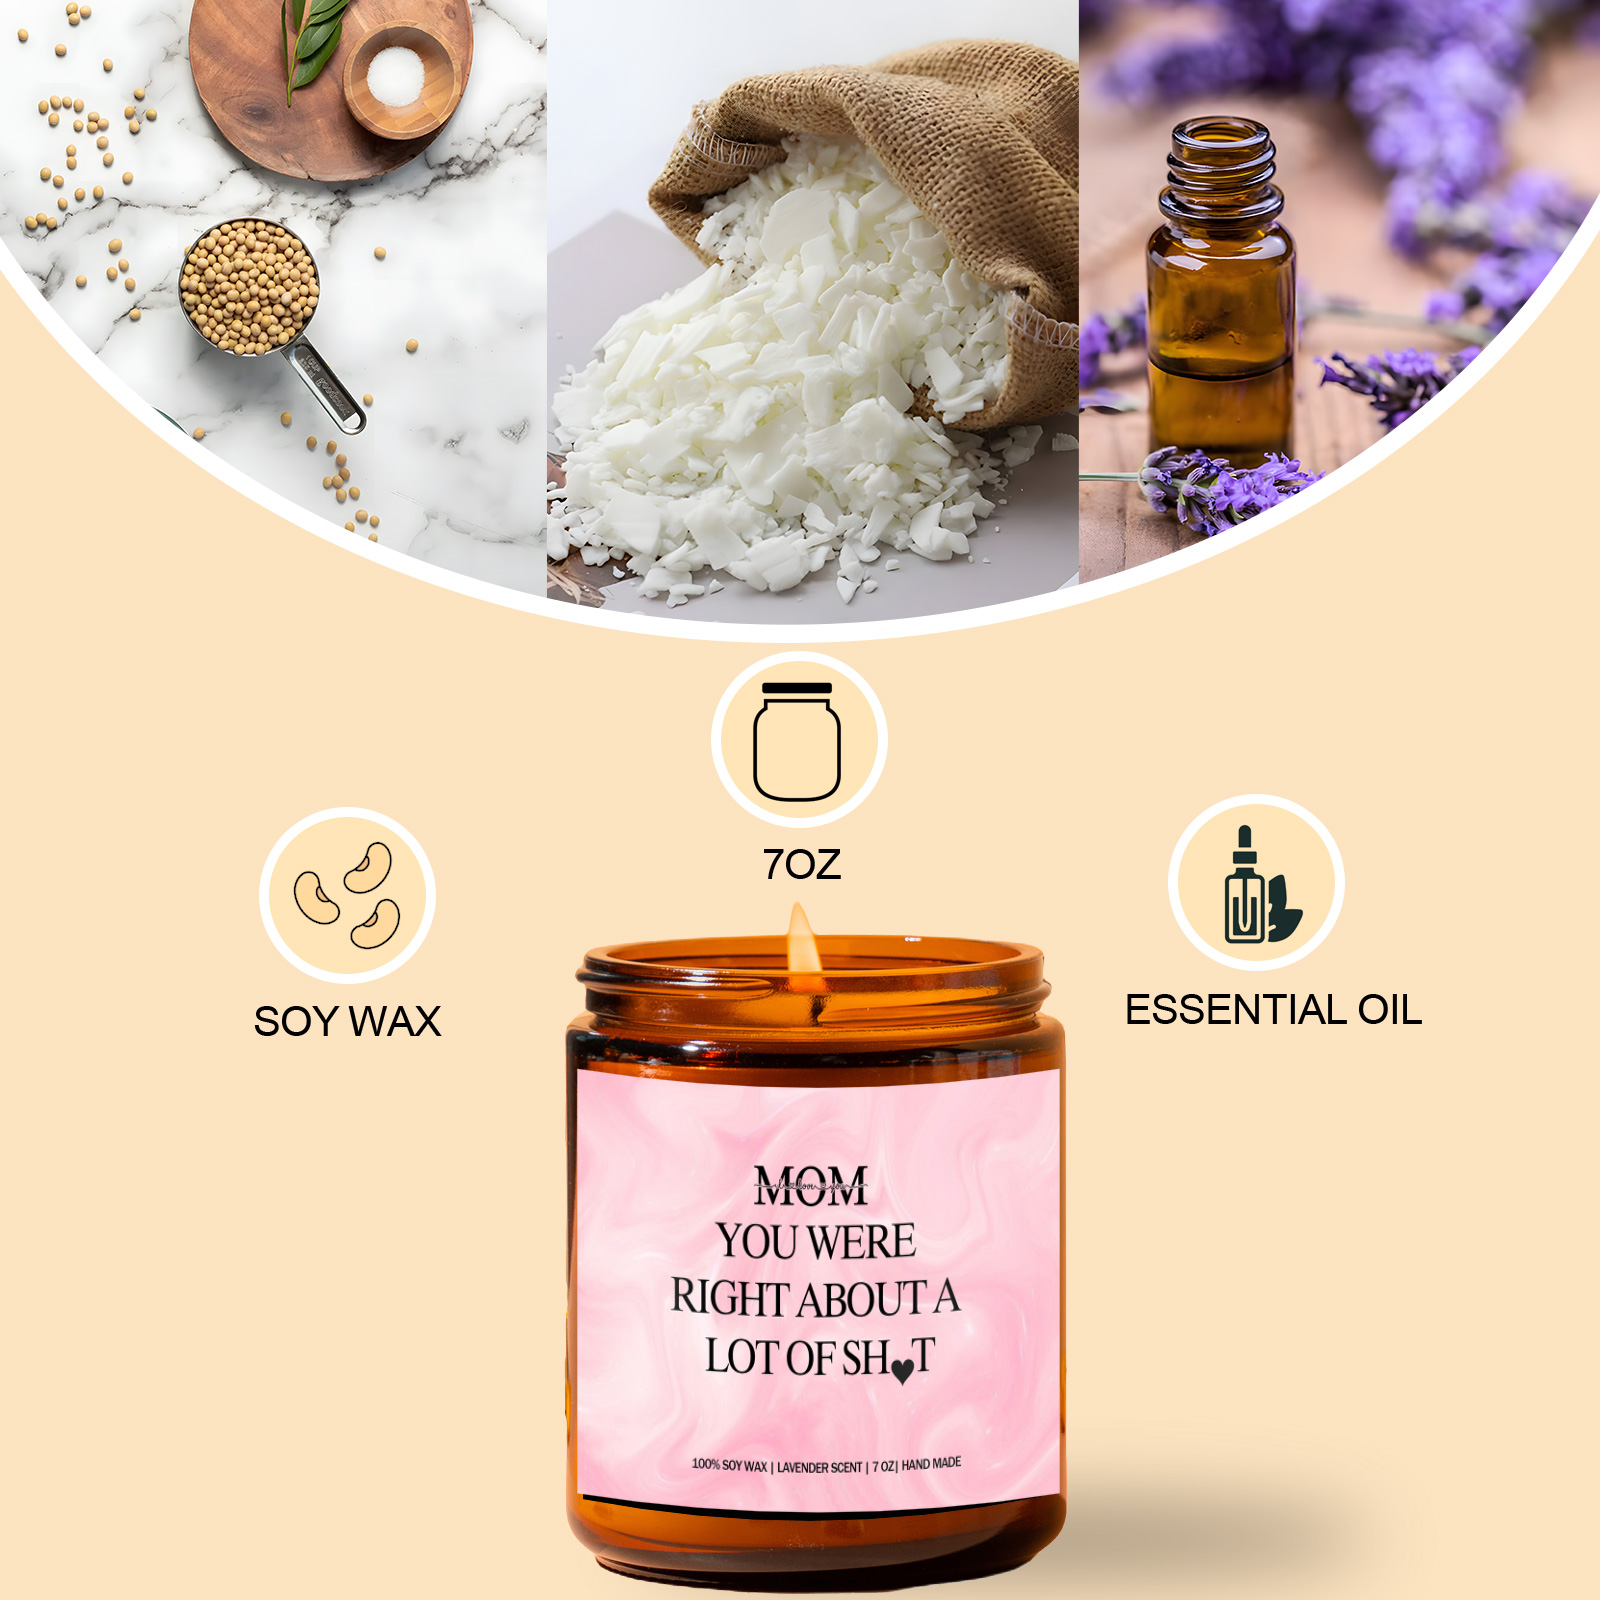 7OZ
SOY WAX
ESSENTIAL OIL
MOM
YOU WERE
RIGHT ABOUT A
LOT OF SH♥T
100% SOY WAX | LAVENDER SCENT | 7 OZ| HAND MADE